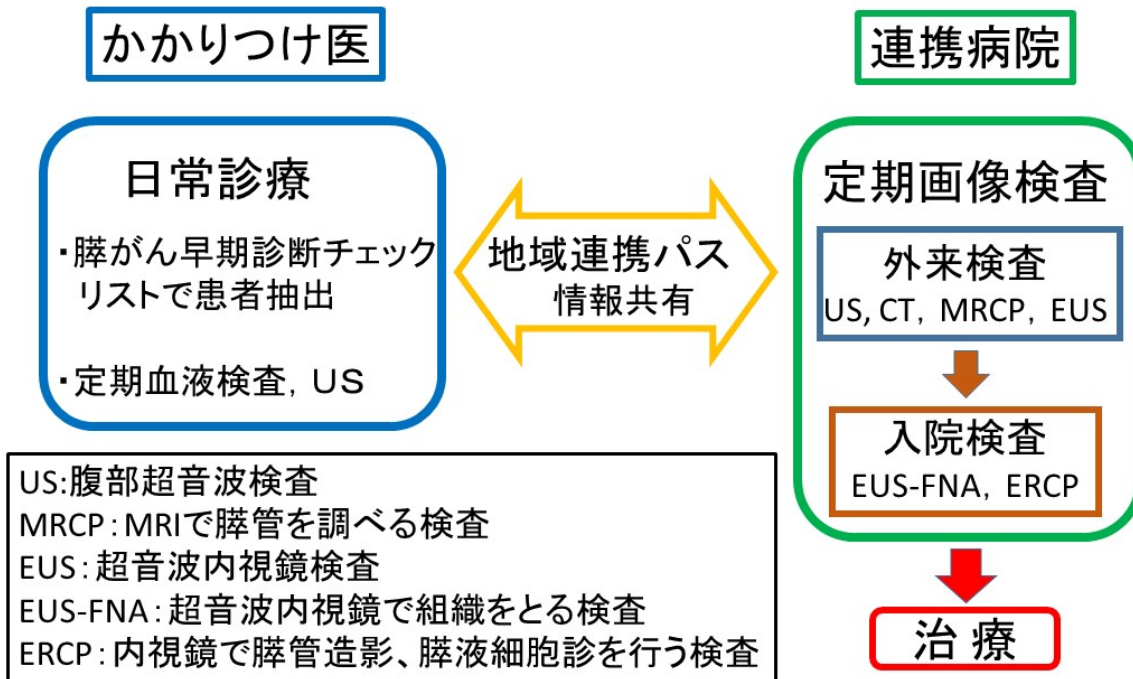 かかりつけ医
日常診療
・膵がん早期診断チェック
リストで患者抽出
・定期血液検査，ＵＳ
地域連携パス
情報共有
連携病院
定期画像検査
外来検査
US, CT，MRCP，EUS
入院検査
EUS-FNA，ERCP
治 療
US:腹部超音波検査
MRCP：MRIで膵管を調べる検査
EUS：超音波内視鏡検査
EUS-FNA：超音波内視鏡で組織をとる検査
ERCP：内視鏡で膵管造影、膵液細胞診を行う検査